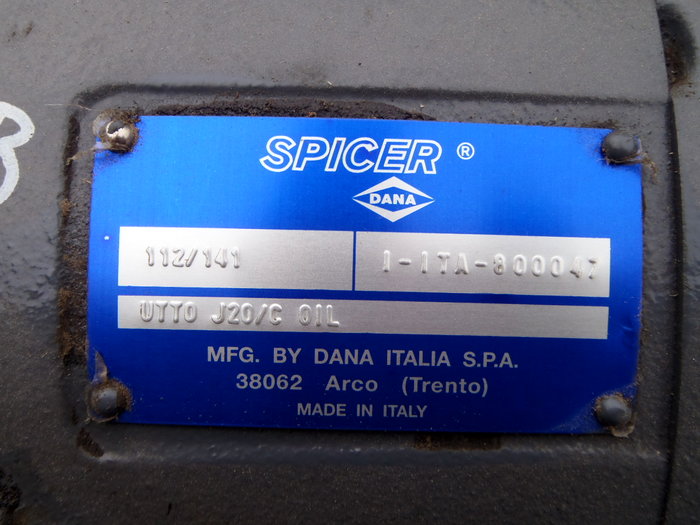 SPICER ®
DANA
112/141 1-ITA-800047
UTTO J20/C OIL
MFG. BY DANA ITALIA S.P.A.
38062 Arco (Trento)
MADE IN ITALY